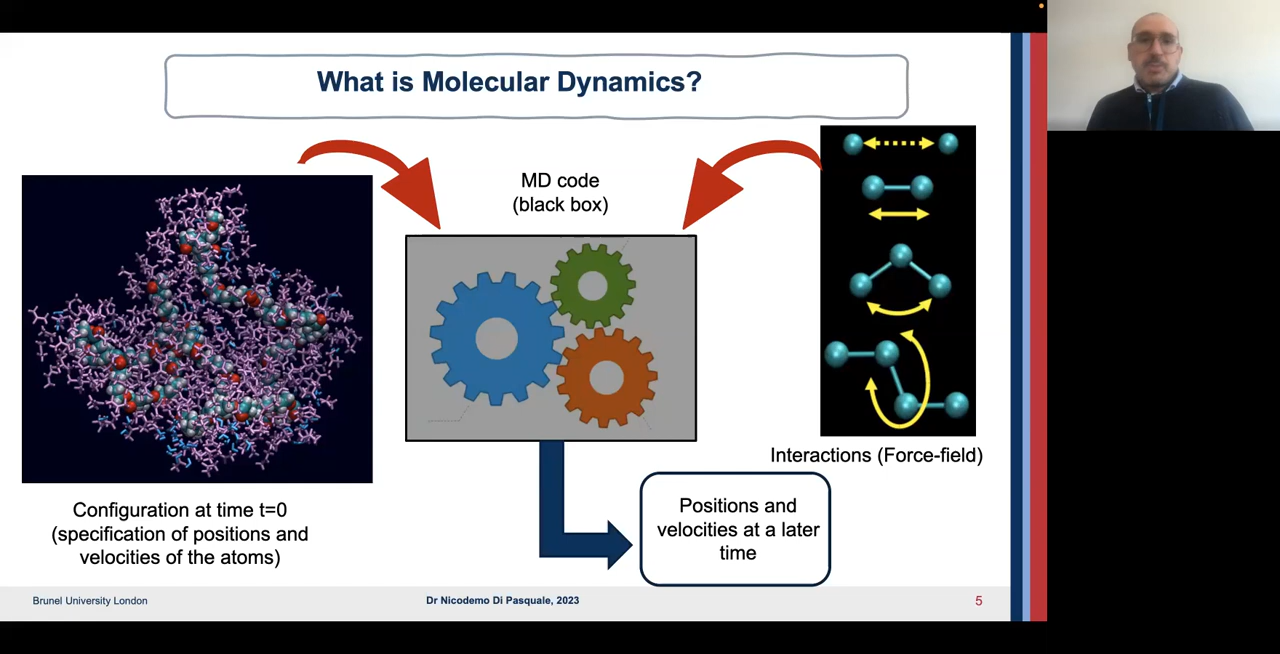 What is Molecular Dynamics?
MD code
(black box)
Interactions (Force-field)
Configuration at time t=0
(specification of positions and
velocities of the atoms)
Positions and
velocities at a later
time
Brunel University London
Dr Nicodemo Di Pasquale, 2023
5